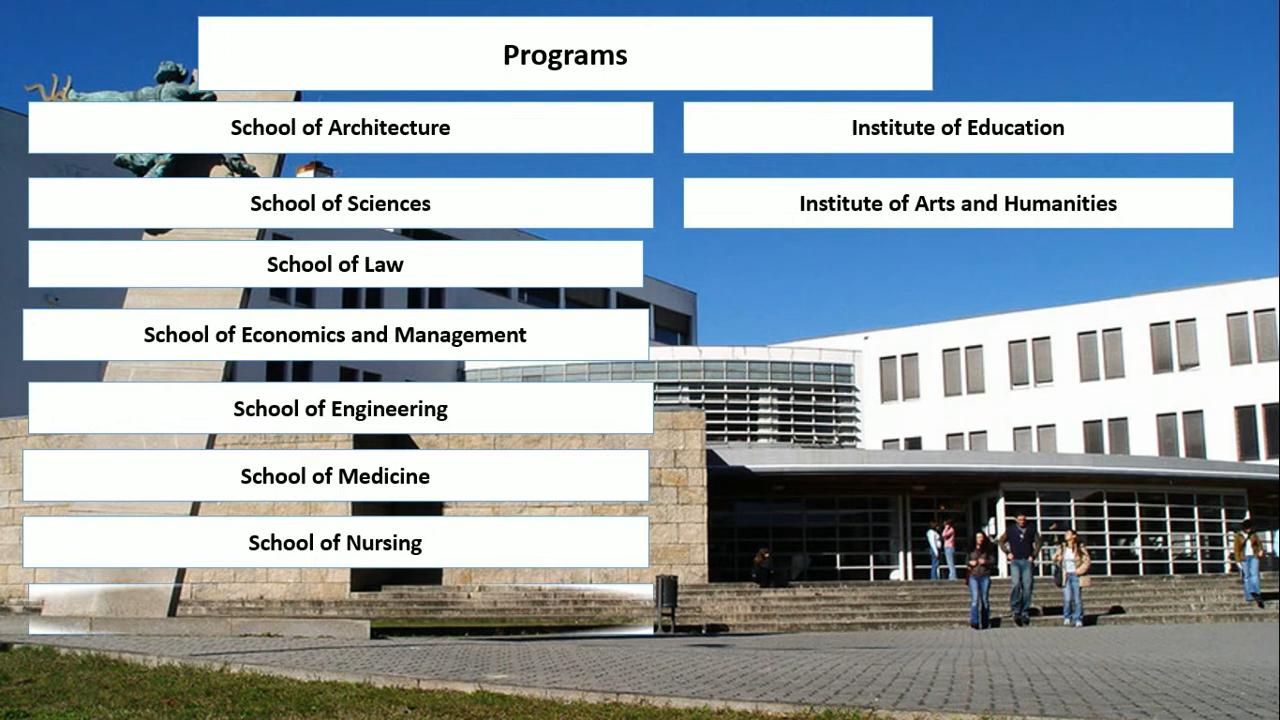 Programs
School of Architecture
School of Sciences
School of Law
School of Economics and Management
School of Engineering
School of Medicine
School of Nursing
Institute of Education
Institute of Arts and Humanities